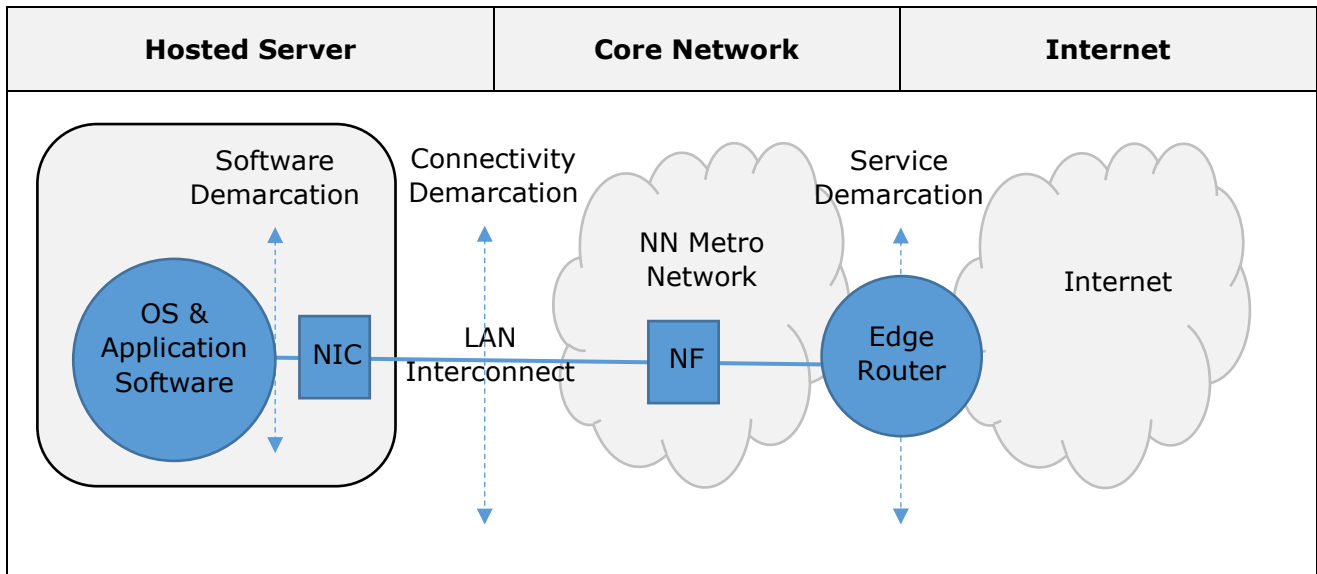 Hosted Server
Core Network
Internet
Software
Demarcation
Connectivity
Demarcation
Service
Demarcation
NN Metro
Network
Internet
OS &
Application
Software
NIC
LAN
Interconnect
NF
Edge
Router